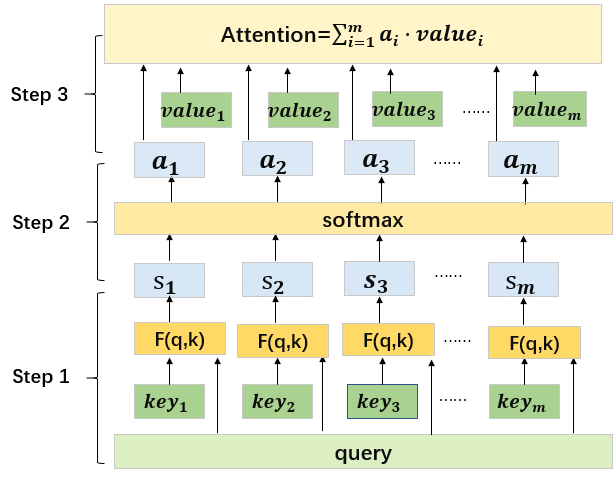 Attention=∑ᵢ₌₁ᵐ aᵢ · valueᵢ
Step 3
value₁ value₂ value₃ ...... valueₘ
a₁ a₂ a₃ ...... aₘ
Step 2
softmax
s₁ s₂ s₃ ...... sₘ
F(q,k) F(q,k) F(q,k) ...... F(q,k)
Step 1
key₁ key₂ key₃ ...... keyₘ
query